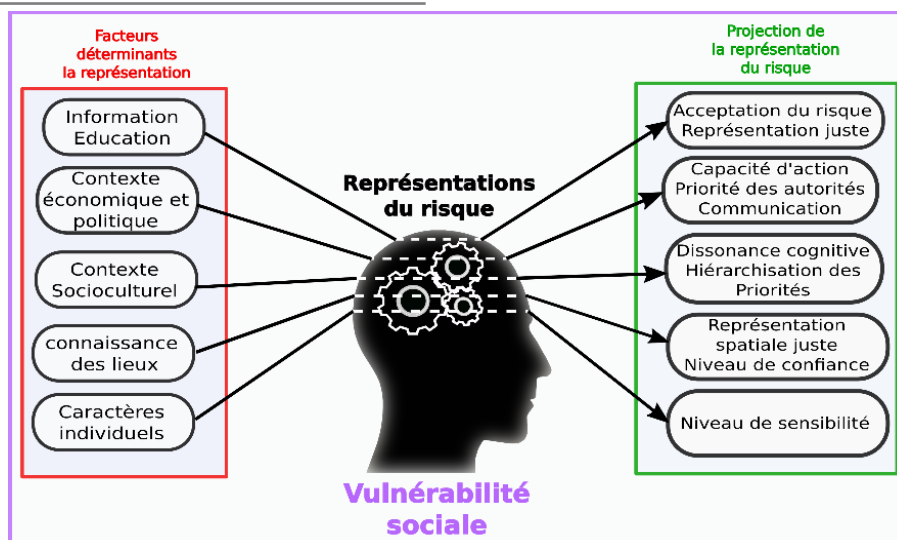 Facteurs
déterminants
la représentation
Information
Education
Contexte
économique et
politique
Contexte
Socioculturel
connaissance
des lieux
Caractères
individuels
Représentations
du risque
Vulnérabilité
sociale
Projection de
la représentation
du risque
Acceptation du risque
Représentation juste
Capacité d'action
Priorité des autorités
Communication
Dissonance cognitive
Hiérarchisation des
Priorités
Représentation
spatiale juste
Niveau de confiance
Niveau de sensibilité